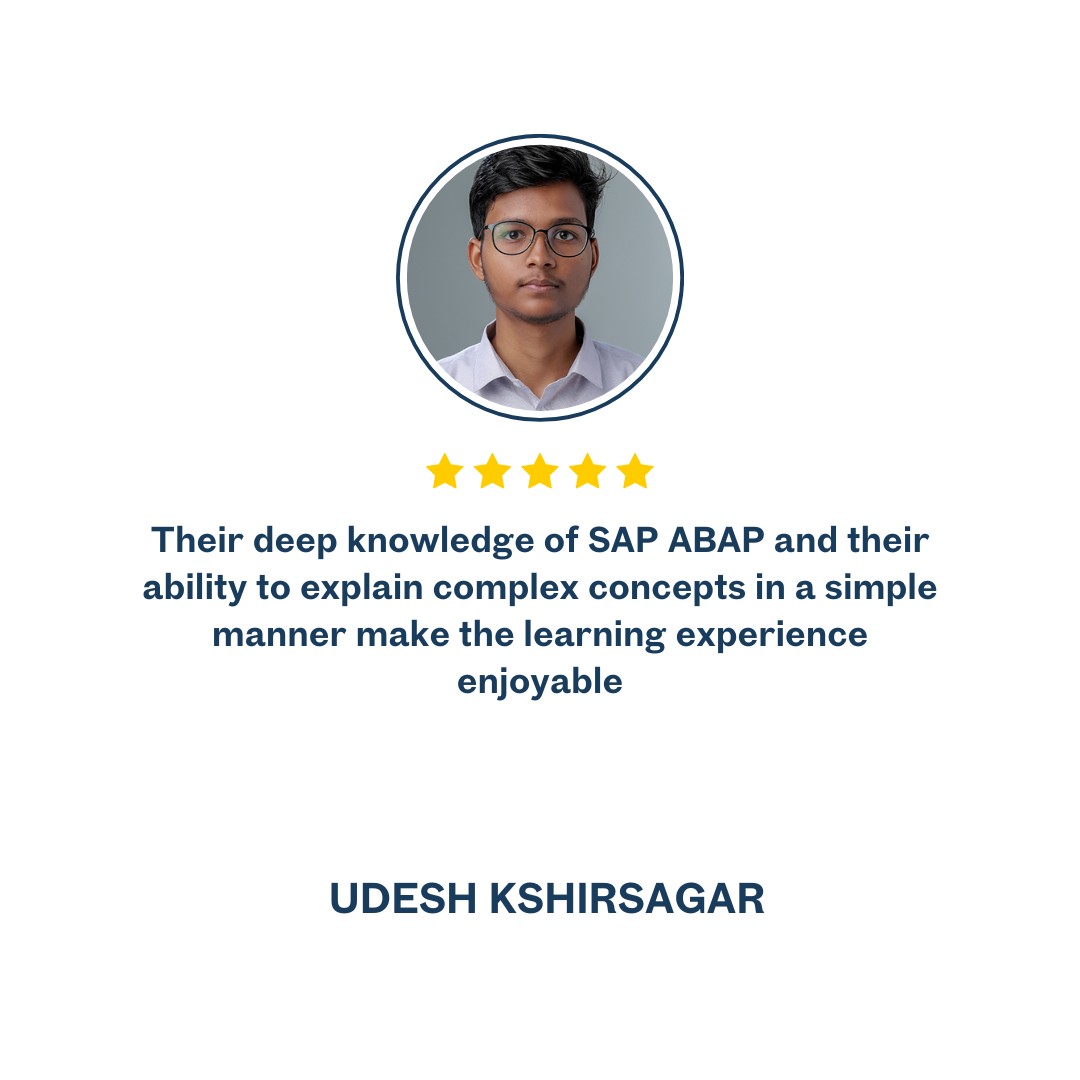 Their deep knowledge of SAP ABAP and their
ability to explain complex concepts in a simple
manner make the learning experience
enjoyable
UDESH KSHIRSAGAR